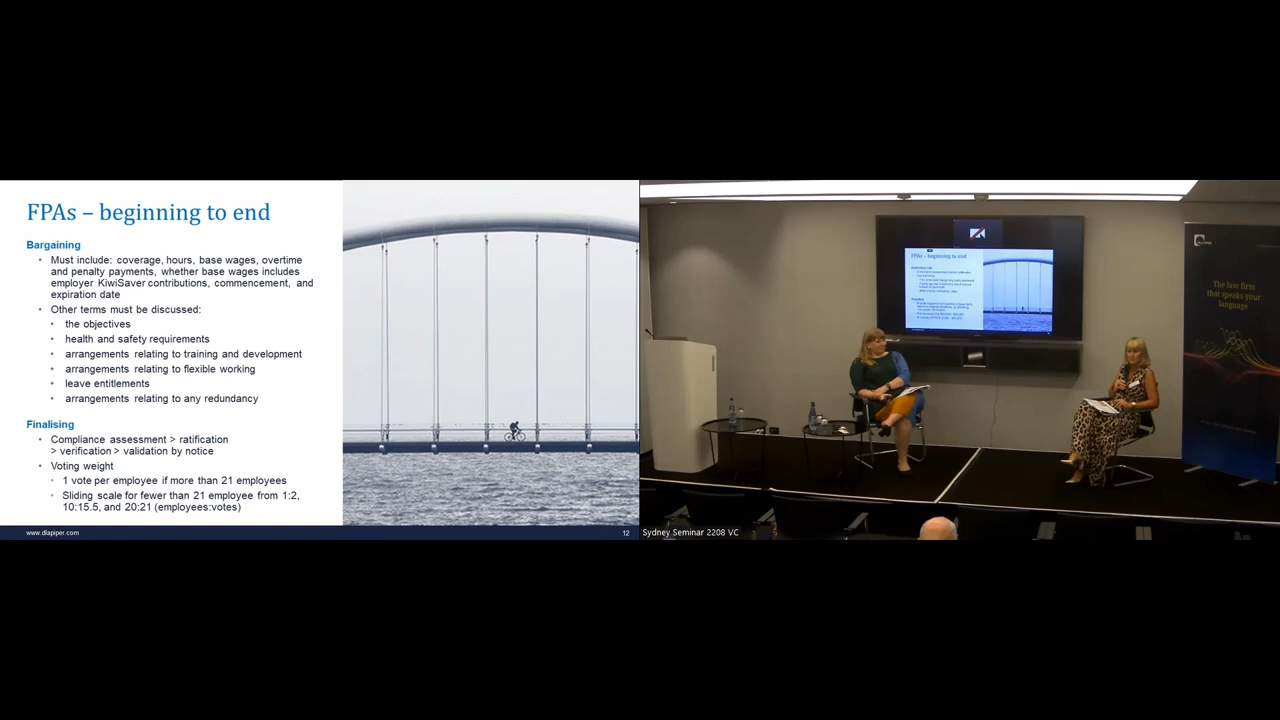 FPAs – beginning to end
Bargaining
• Must include: coverage, hours, base wages, overtime
and penalty payments, whether base wages includes
employer KiwiSaver contributions, commencement, and
expiration date
• Other terms must be discussed:
• the objectives
• health and safety requirements
• arrangements relating to training and development
• arrangements relating to flexible working
• leave entitlements
• arrangements relating to any redundancy
Finalising
• Compliance assessment > ratification
> verification > validation by notice
• Voting weight
• 1 vote per employee if more than 21 employees
• Sliding scale for fewer than 21 employee from 1:2,
10:15.5, and 20:21 (employees:votes)
www.dlapiper.com
12
FPAs – beginning to end
The law firm
that speaks your
language
Sydney Seminar 2208 VC